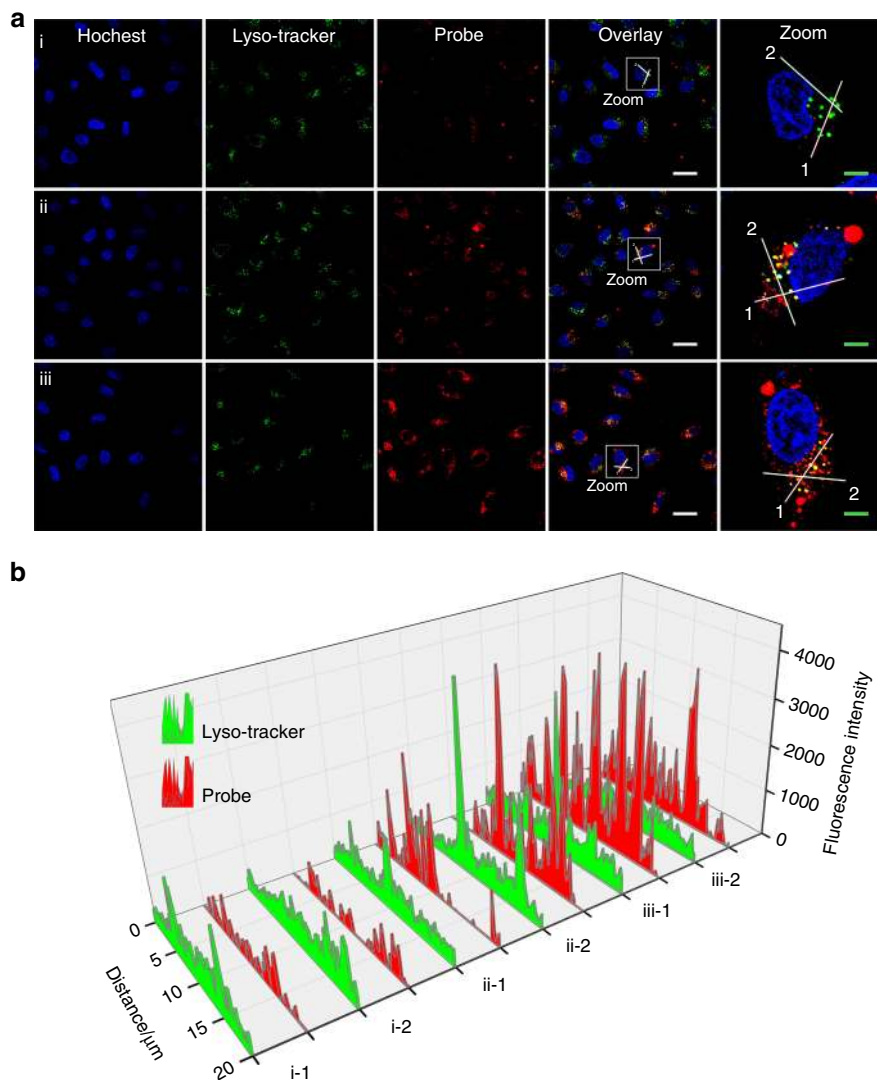 a
Hochest Lyso-tracker Probe Overlay Zoom
i
Zoom
2
1
ii
Zoom
2
1
iii
Zoom
1
2
b
Lyso-tracker
Probe
4000
3000
2000
1000
0
Fluorescence intensity
0
5
10
15
20
Distance/μm
i-1
i-2
ii-1
ii-2
iii-1
iii-2